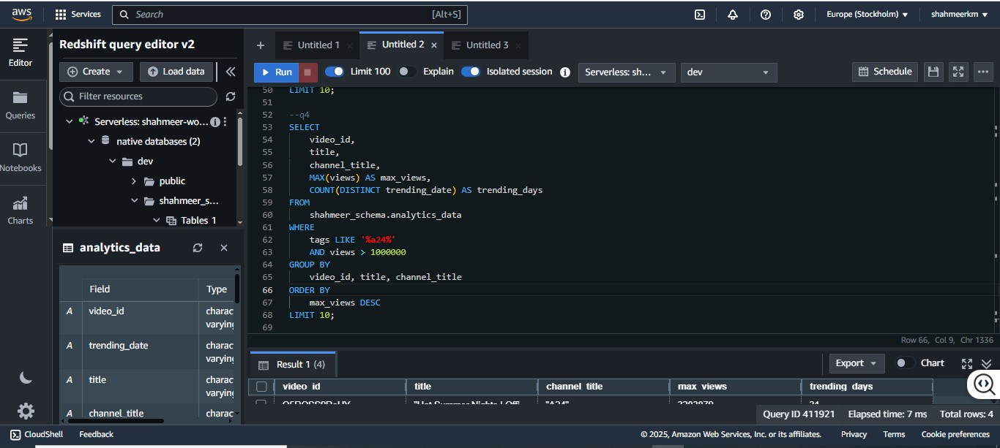 aws
Services
Search
[Alt+S]
Europe (Stockholm)
shahmeerkm
Editor
Queries
Notebooks
Charts
Redshift query editor v2
Create
Load data
Filter resources
Serverless: shahmeer-wo...
native databases (2)
dev
public
shahmeer_s...
Tables 1
analytics_data
Field Type
A video_id charac
varying
A trending_date charac
varying
A title charac
varying
A channel_title charac
Untitled 1
Untitled 2
Untitled 3
Run
Limit 100
Explain
Isolated session
Serverless: sh...
dev
Schedule
50 LIMIT 10;
51
52 --q4
53 SELECT
54 video_id,
55 title,
56 channel_title,
57 MAX(views) AS max_views,
58 COUNT(DISTINCT trending_date) AS trending_days
59 FROM
60 shahmeer_schema.analytics_data
61 WHERE
62 tags LIKE '%a24%'
63 AND views > 1000000
64 GROUP BY
65 video_id, title, channel_title
66 ORDER BY
67 max_views DESC
68 LIMIT 10;
69
Row 66, Col 9, Chr 1336
Result 1 (4)
Export
Chart
video_id title channel_title max_views trending_days
"Hot Summer Nights | Offi... "A24"
Query ID 411921 Elapsed time: 7 ms Total rows: 4
CloudShell Feedback
© 2025, Amazon Web Services, Inc. or its affiliates. Privacy Terms Cookie preferences